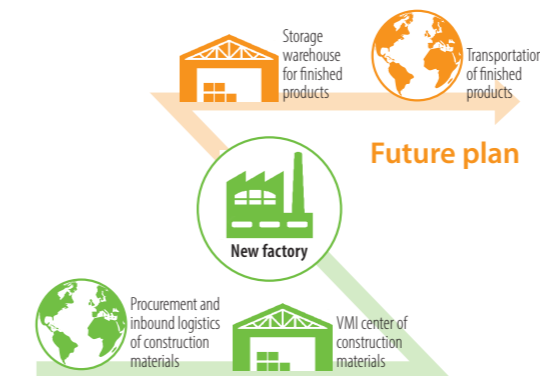 Storage
warehouse
for finished
products
Transportation
of finished
products
Future plan
New factory
Procurement and
inbound logistics
of construction
materials
VMI center of
construction
materials